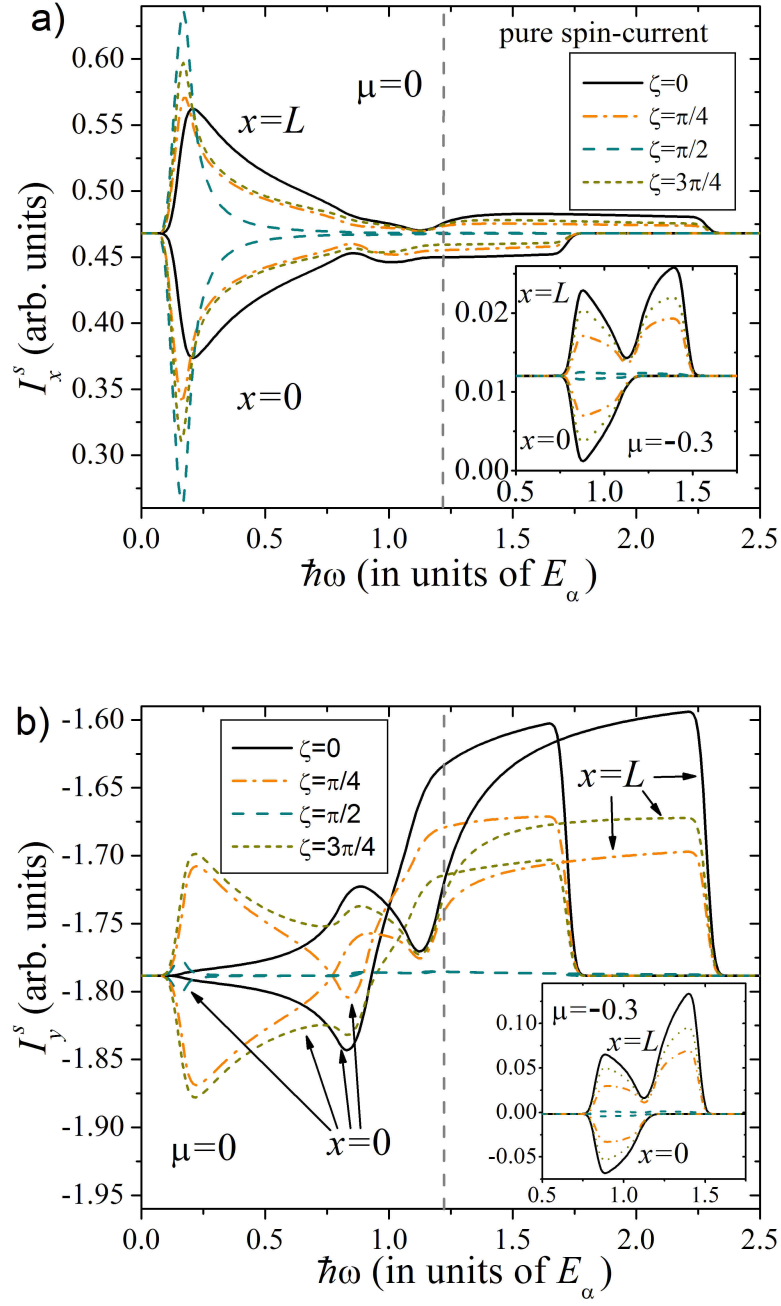 a)
pure spin-current
μ=0
ζ=0
ζ=π/4
ζ=π/2
ζ=3π/4
x=L
x=0
0.60
0.55
0.50
0.45
0.40
0.35
0.30
I_x^s (arb. units)
0.0
0.5
1.0
1.5
2.0
2.5
ħω (in units of E_α)
x=L
0.02
0.01
0.00
x=0
μ=-0.3
0.5
1.0
1.5
b)
ζ=0
ζ=π/4
ζ=π/2
ζ=3π/4
x=L
-1.60
-1.65
-1.70
-1.75
-1.80
-1.85
-1.90
-1.95
I_y^s (arb. units)
μ=0
x=0
0.0
0.5
1.0
1.5
2.0
2.5
ħω (in units of E_α)
μ=-0.3
x=L
0.10
0.05
0.00
-0.05
x=0
0.5
1.0
1.5